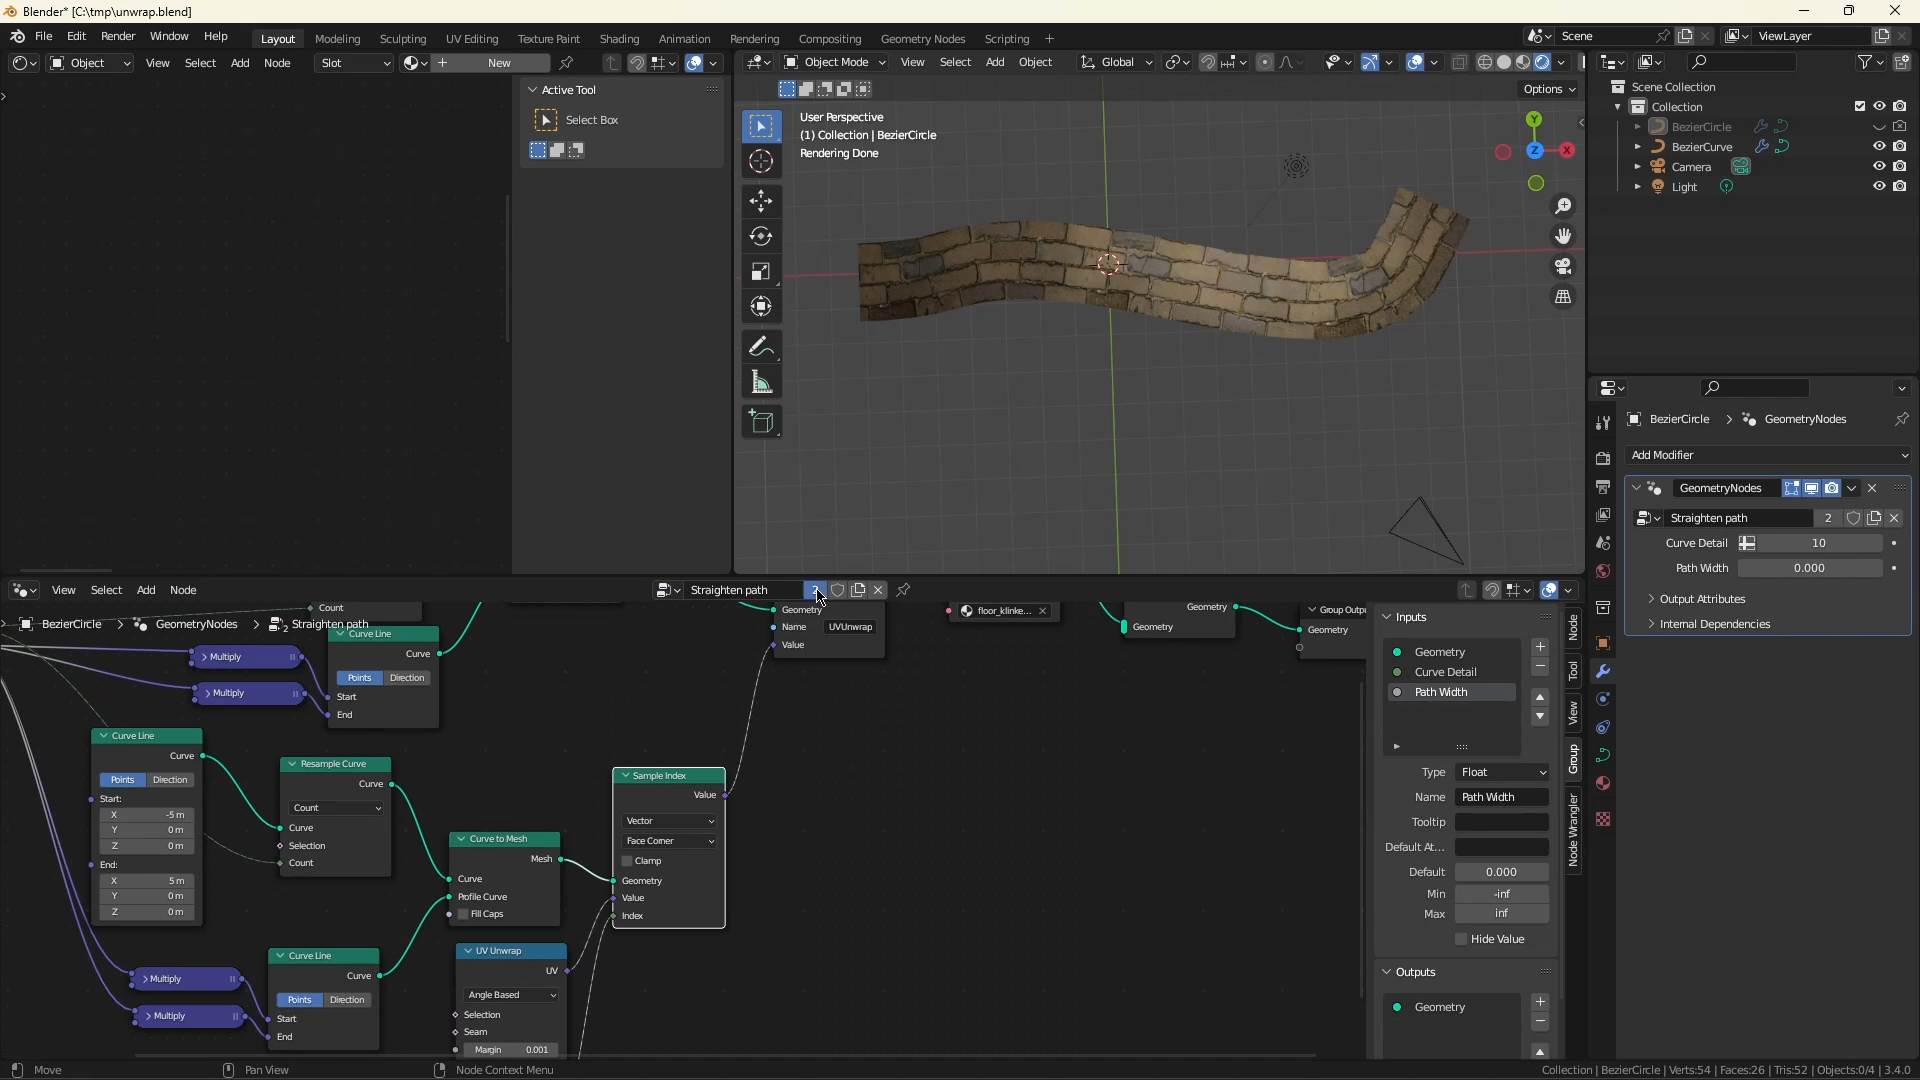 Blender* [C:\tmp\unwrap.blend]
File Edit Render Window Help
Layout Modeling Sculpting UV Editing Texture Paint Shading Animation Rendering Compositing Geometry Nodes Scripting +
Scene
ViewLayer
Object View Select Add Node Slot New
Object Mode View Select Add Object Global
Options
Active Tool
Select Box
User Perspective
(1) Collection | BezierCircle
Rendering Done
Y
Z
X
Scene Collection
Collection
BezierCircle
BezierCurve
Camera
Light
BezierCircle > GeometryNodes
Add Modifier
GeometryNodes
Straighten path 2
Curve Detail 10
Path Width 0.000
Output Attributes
Internal Dependencies
View Select Add Node
Straighten path 2
Count
BezierCircle > GeometryNodes > 2 Straighten path
Curve Line
Curve
Points Direction
Start
End
Multiply
Multiply
Geometry
Name UVUnwrap
Value
floor_klinke...
Geometry
Geometry
Group Outp
Geometry
Curve Line
Curve
Points Direction
Start:
X -5 m
Y 0 m
Z 0 m
End:
X 5 m
Y 0 m
Z 0 m
Resample Curve
Curve
Count
Curve
Selection
Count
Curve to Mesh
Mesh
Curve
Profile Curve
Fill Caps
Sample Index
Value
Vector
Face Corner
Clamp
Geometry
Value
Index
Multiply
Multiply
Curve Line
Curve
Points Direction
Start
End
UV Unwrap
UV
Angle Based
Selection
Seam
Margin 0.001
Inputs
Geometry
Curve Detail
Path Width
Type Float
Name Path Width
Tooltip
Default At...
Default 0.000
Min -inf
Max inf
Hide Value
Outputs
Geometry
Node
Tool
View
Group
Node Wrangler
Move
Pan View
Node Context Menu
Collection | BezierCircle | Verts:54 | Faces:26 | Tris:52 | Objects:0/4 | 3.4.0